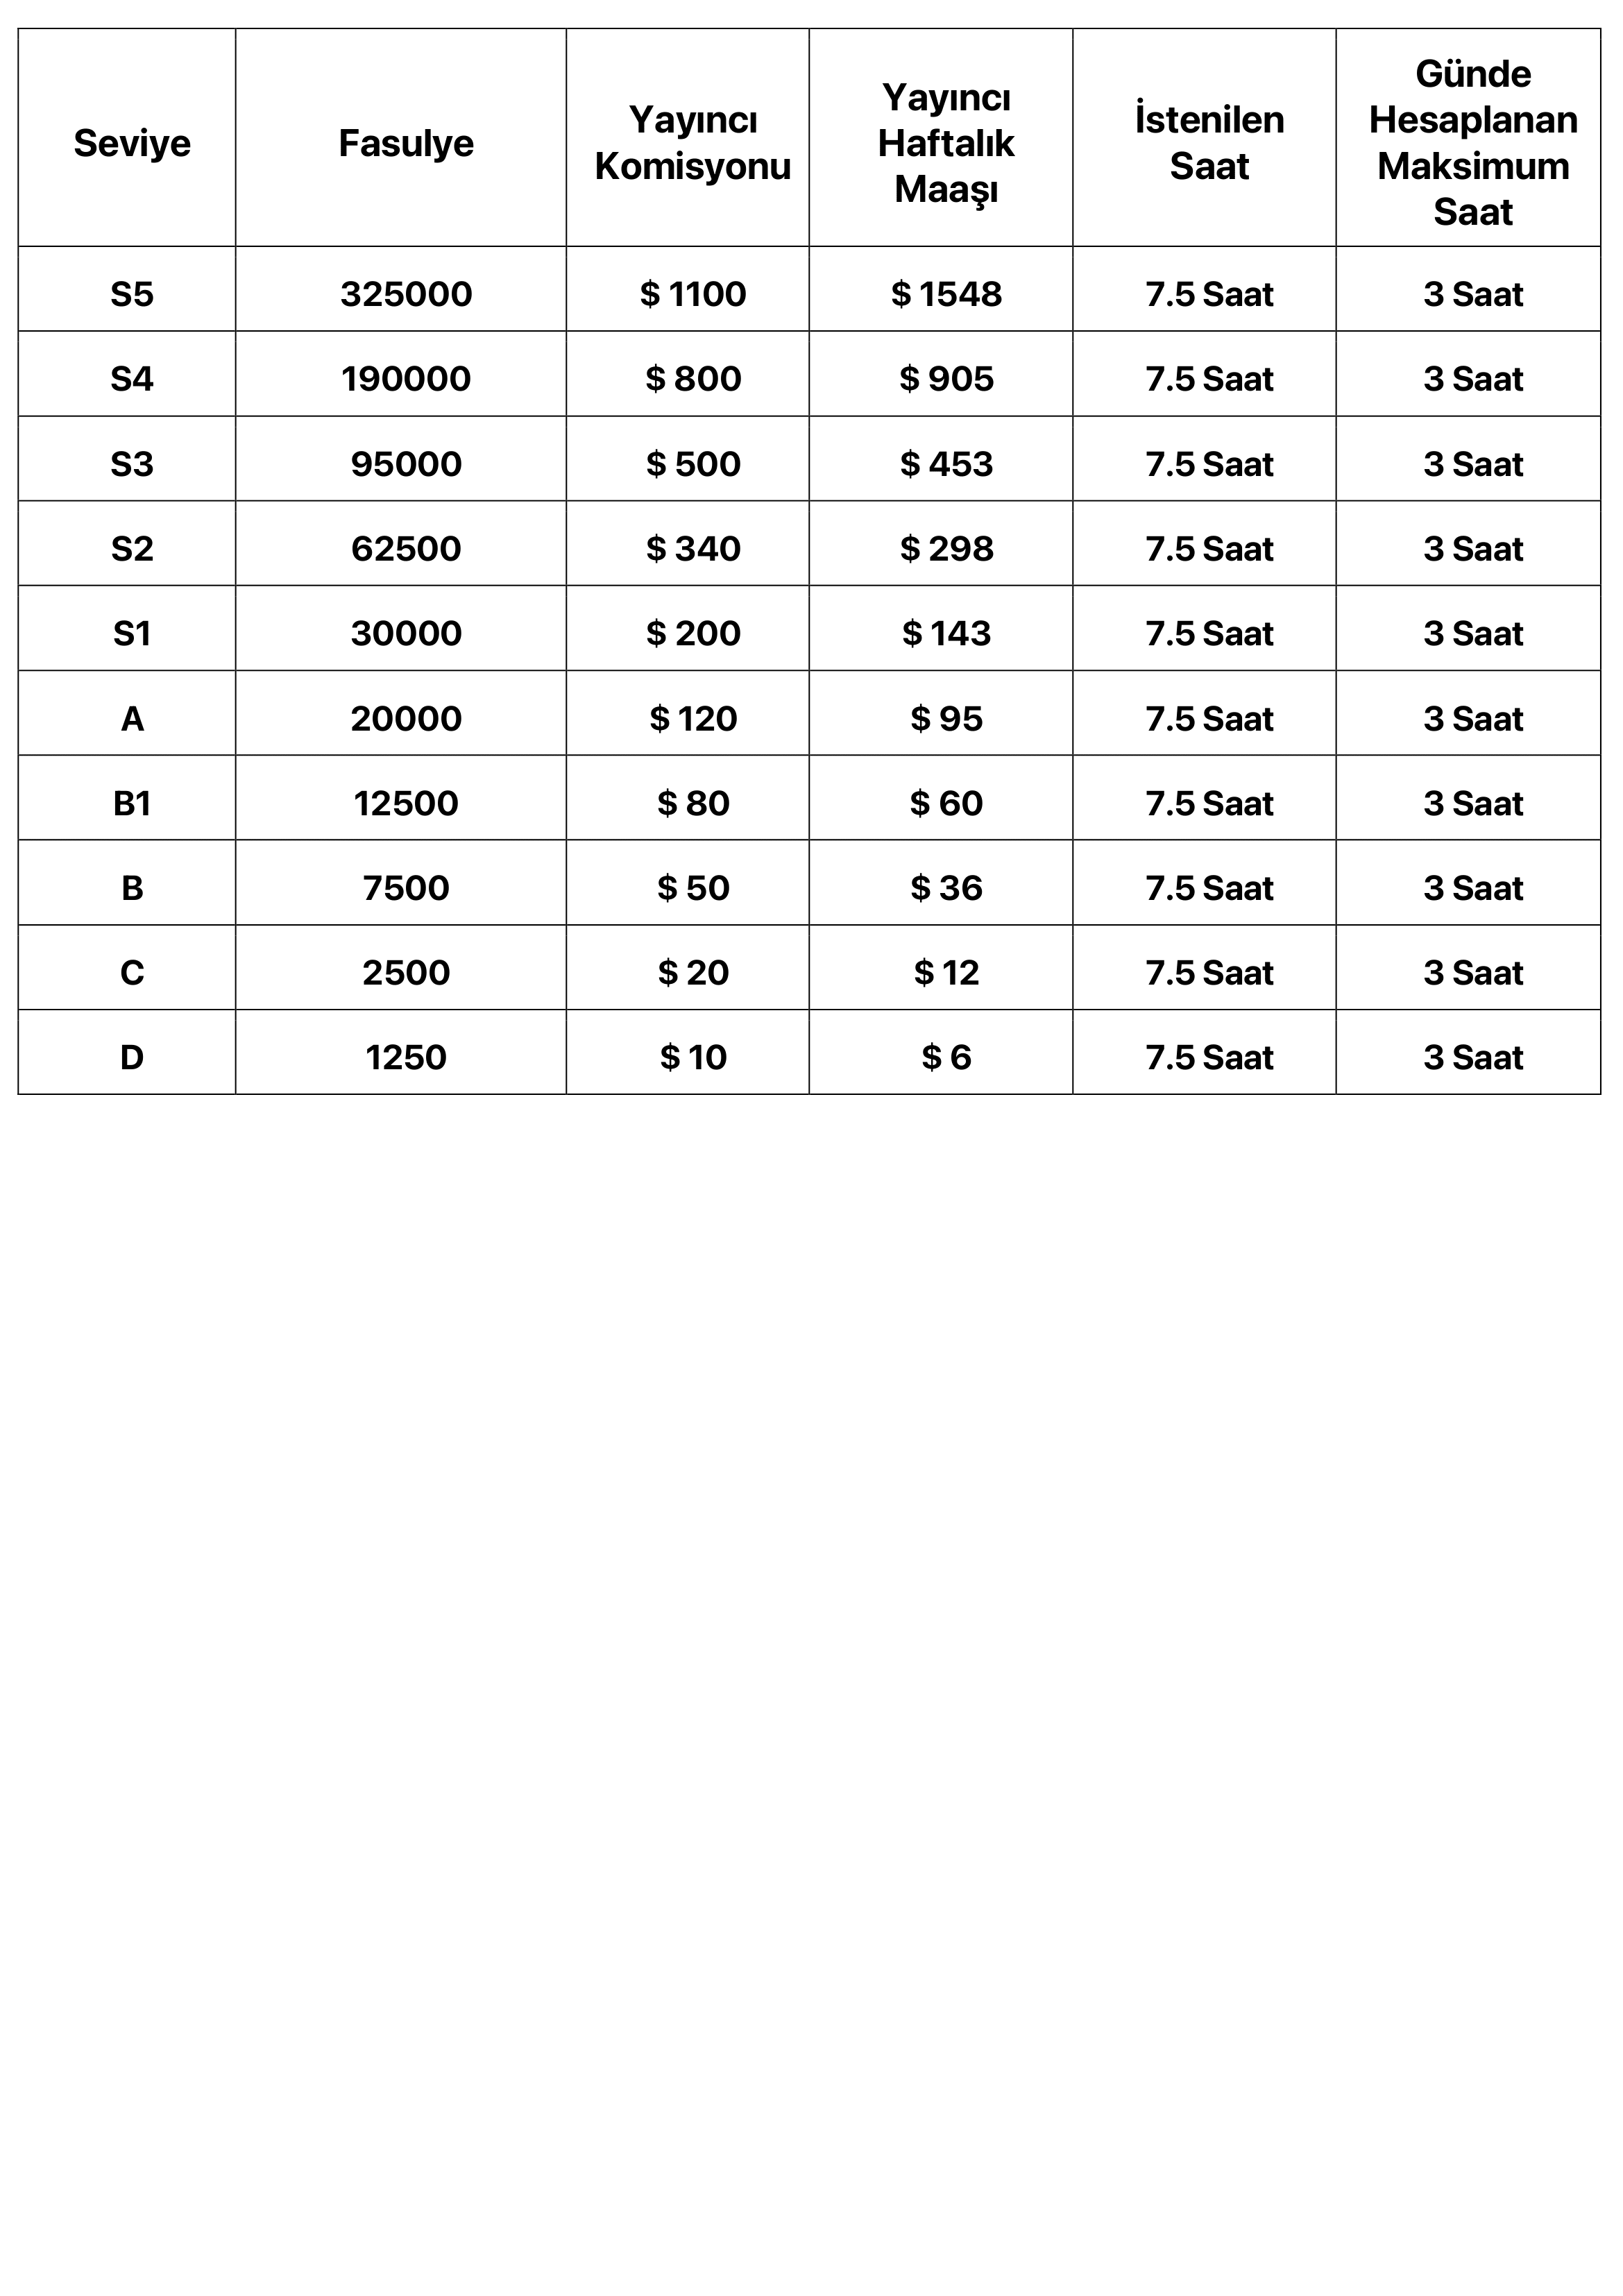 Seviye
Fasulye
Yayıncı
Komisyonu
Yayıncı
Haftalık
Maaşı
İstenilen
Saat
Günde
Hesaplanan
Maksimum
Saat
S5 325000 $ 1100 $ 1548 7.5 Saat 3 Saat
S4 190000 $ 800 $ 905 7.5 Saat 3 Saat
S3 95000 $ 500 $ 453 7.5 Saat 3 Saat
S2 62500 $ 340 $ 298 7.5 Saat 3 Saat
S1 30000 $ 200 $ 143 7.5 Saat 3 Saat
A 20000 $ 120 $ 95 7.5 Saat 3 Saat
B1 12500 $ 80 $ 60 7.5 Saat 3 Saat
B 7500 $ 50 $ 36 7.5 Saat 3 Saat
C 2500 $ 20 $ 12 7.5 Saat 3 Saat
D 1250 $ 10 $ 6 7.5 Saat 3 Saat